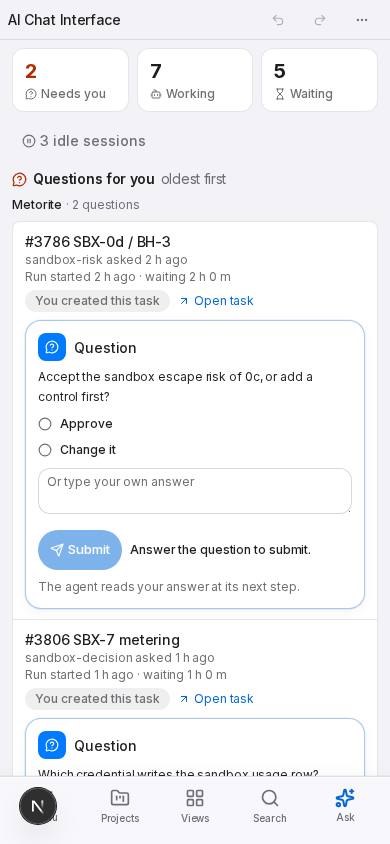 AI Chat Interface
2
Needs you
7
Working
5
Waiting
3 idle sessions
Questions for you oldest first
Metorite · 2 questions
#3786 SBX-0d / BH-3
sandbox-risk asked 2 h ago
Run started 2 h ago · waiting 2 h 0 m
You created this task
Open task
Question
Accept the sandbox escape risk of 0c, or add a
control first?
Approve
Change it
Or type your own answer
Submit
Answer the question to submit.
The agent reads your answer at its next step.
#3806 SBX-7 metering
sandbox-decision asked 1 h ago
Run started 1 h ago · waiting 1 h 0 m
You created this task
Open task
Question
Which credential writes the sandbox usage row?
N
Projects
Views
Search
Ask